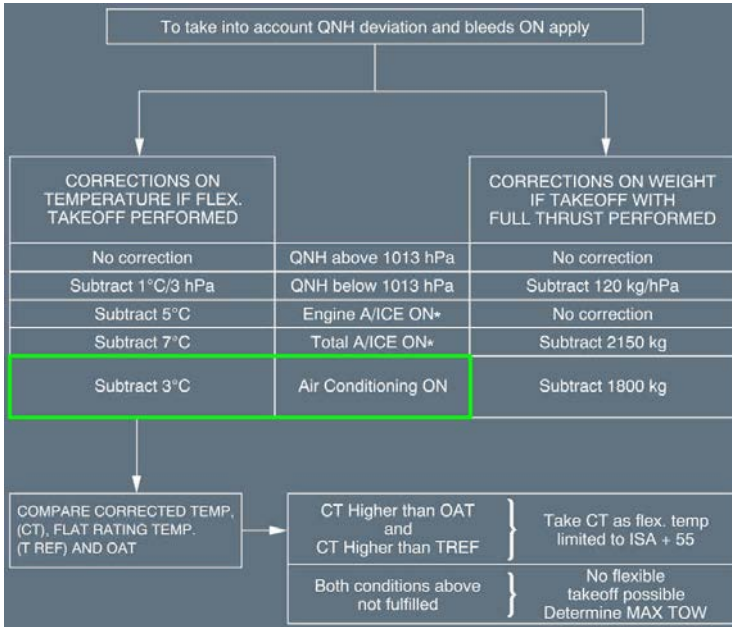 To take into account QNH deviation and bleeds ON apply
CORRECTIONS ON
TEMPERATURE IF FLEX.
TAKEOFF PERFORMED
CORRECTIONS ON WEIGHT
IF TAKEOFF WITH
FULL THRUST PERFORMED
No correction QNH above 1013 hPa No correction
Subtract 1°C/3 hPa QNH below 1013 hPa Subtract 120 kg/hPa
Subtract 5°C Engine A/ICE ON* No correction
Subtract 7°C Total A/ICE ON* Subtract 2150 kg
Subtract 3°C Air Conditioning ON Subtract 1800 kg
COMPARE CORRECTED TEMP.
(CT), FLAT RATING TEMP.
(T REF) AND OAT
CT Higher than OAT
and
CT Higher than TREF
Take CT as flex. temp
limited to ISA + 55
Both conditions above
not fulfilled
No flexible
takeoff possible
Determine MAX TOW